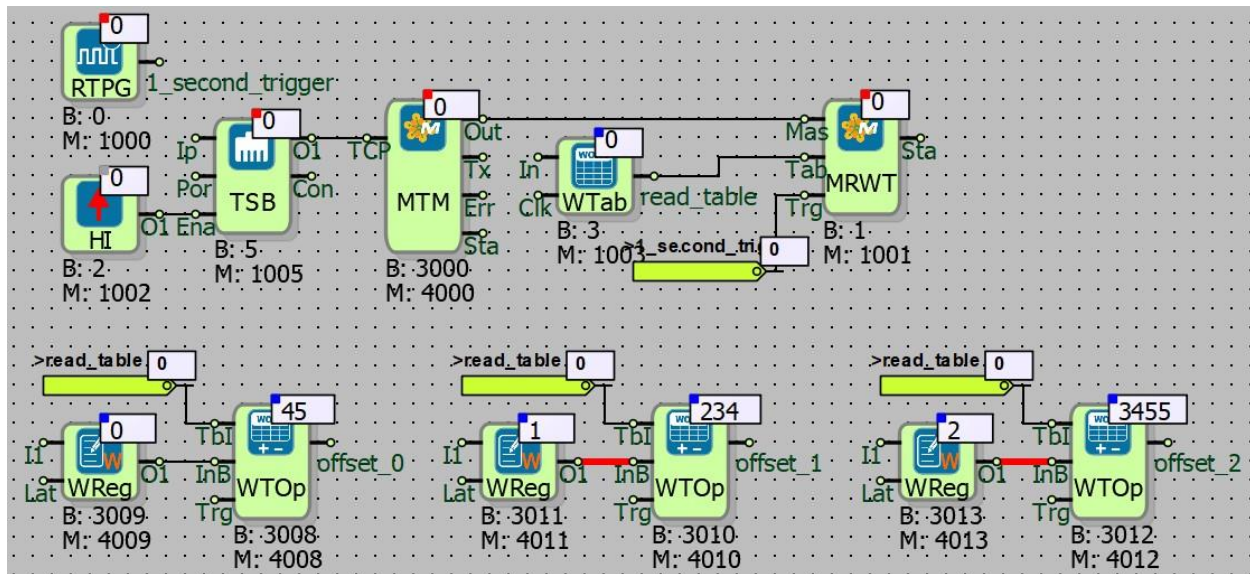 0
RTPG 1_second_trigger
B: 0
M: 1000
0
Ip O1
Por Con
Ena TSB
B: 5
M: 1005
0
HI O1
B: 2
M: 1002
0
TCP Out
Tx
MTM Err
Sta
B: 3000
M: 4000
0
WORD
In
Clk WTab read_table
B: 3
M: 1003
>1_second_trig 0
0
Mas Sta
Tab MRWT
Trg
B: 1
M: 1001
>read_table 0
0
I1 O1
Lat WReg
B: 3009
M: 4009
45
TbI
InB offset_0
WTOp
Trg
B: 3008
M: 4008
>read_table 0
1
I1 O1
Lat WReg
B: 3011
M: 4011
234
TbI
InB offset_1
WTOp
Trg
B: 3010
M: 4010
>read_table 0
2
I1 O1
Lat WReg
B: 3013
M: 4013
3455
TbI
InB offset_2
WTOp
Trg
B: 3012
M: 4012